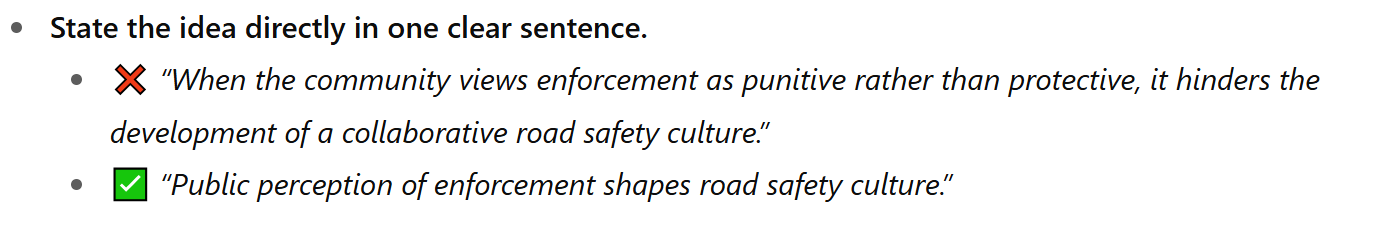 State the idea directly in one clear sentence.
“When the community views enforcement as punitive rather than protective, it hinders the
development of a collaborative road safety culture.”
“Public perception of enforcement shapes road safety culture.”